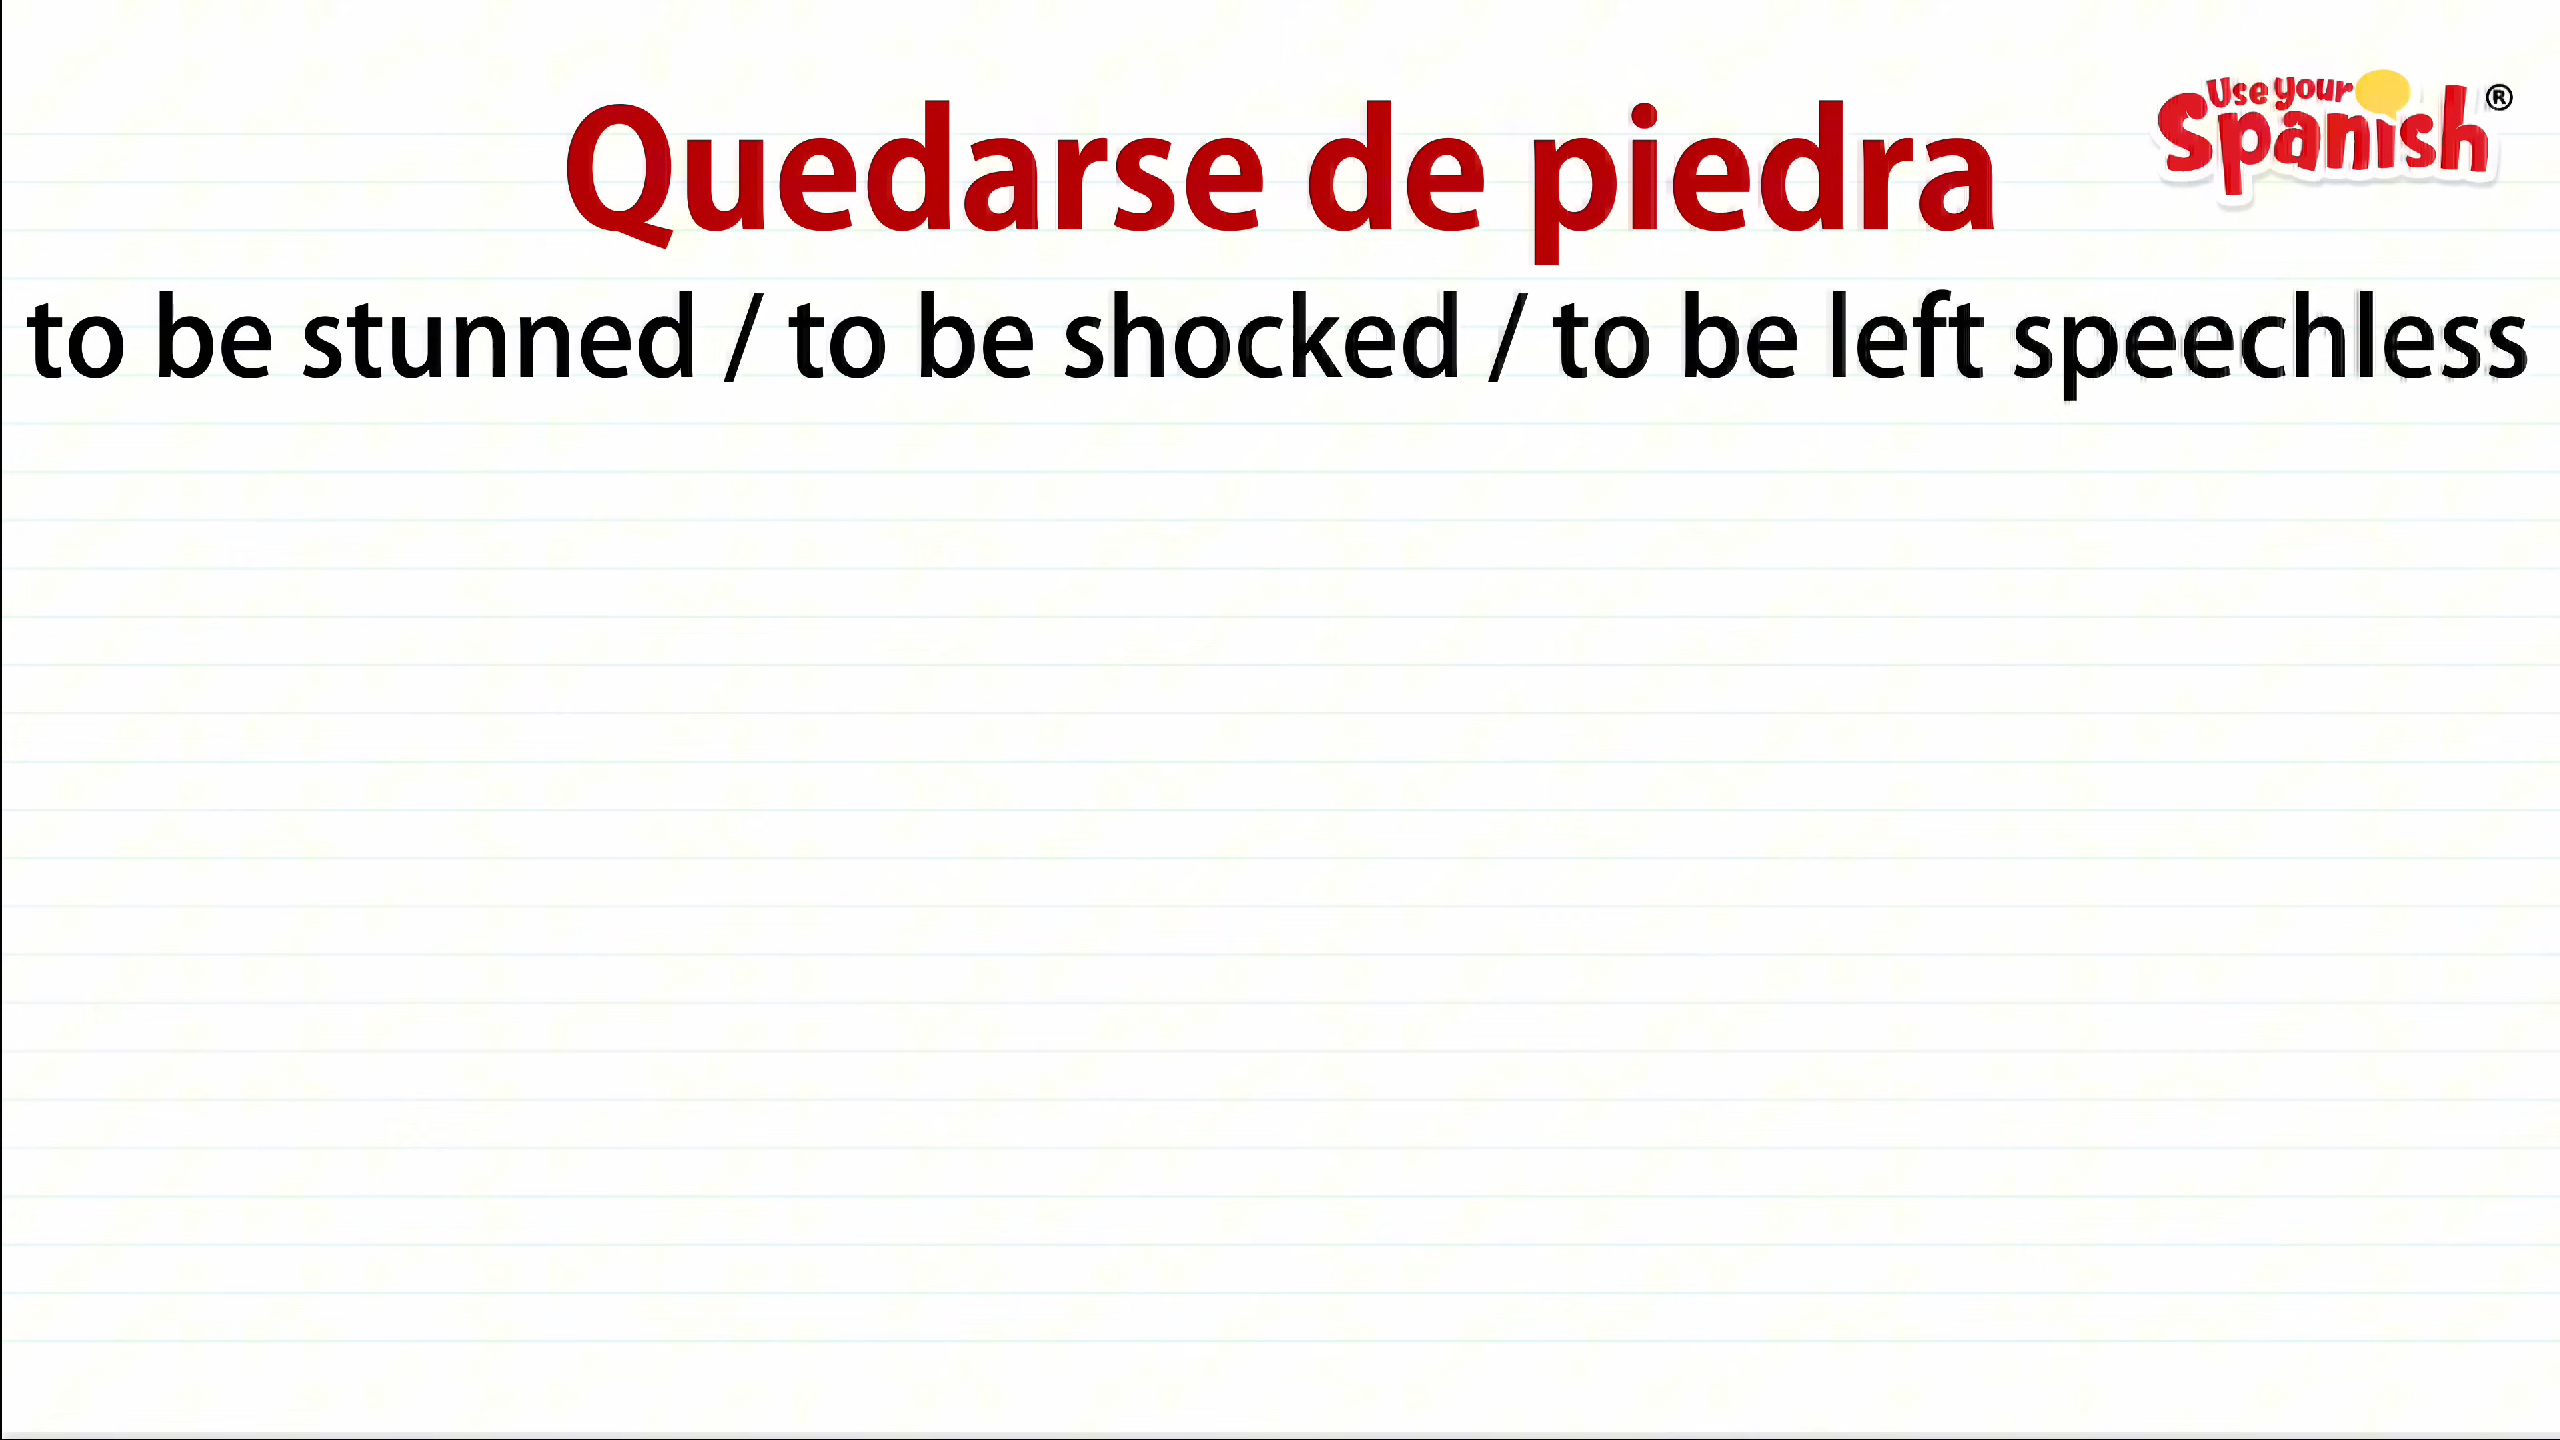 Use your
Spanish®
Quedarse de piedra
to be stunned / to be shocked / to be left speechless